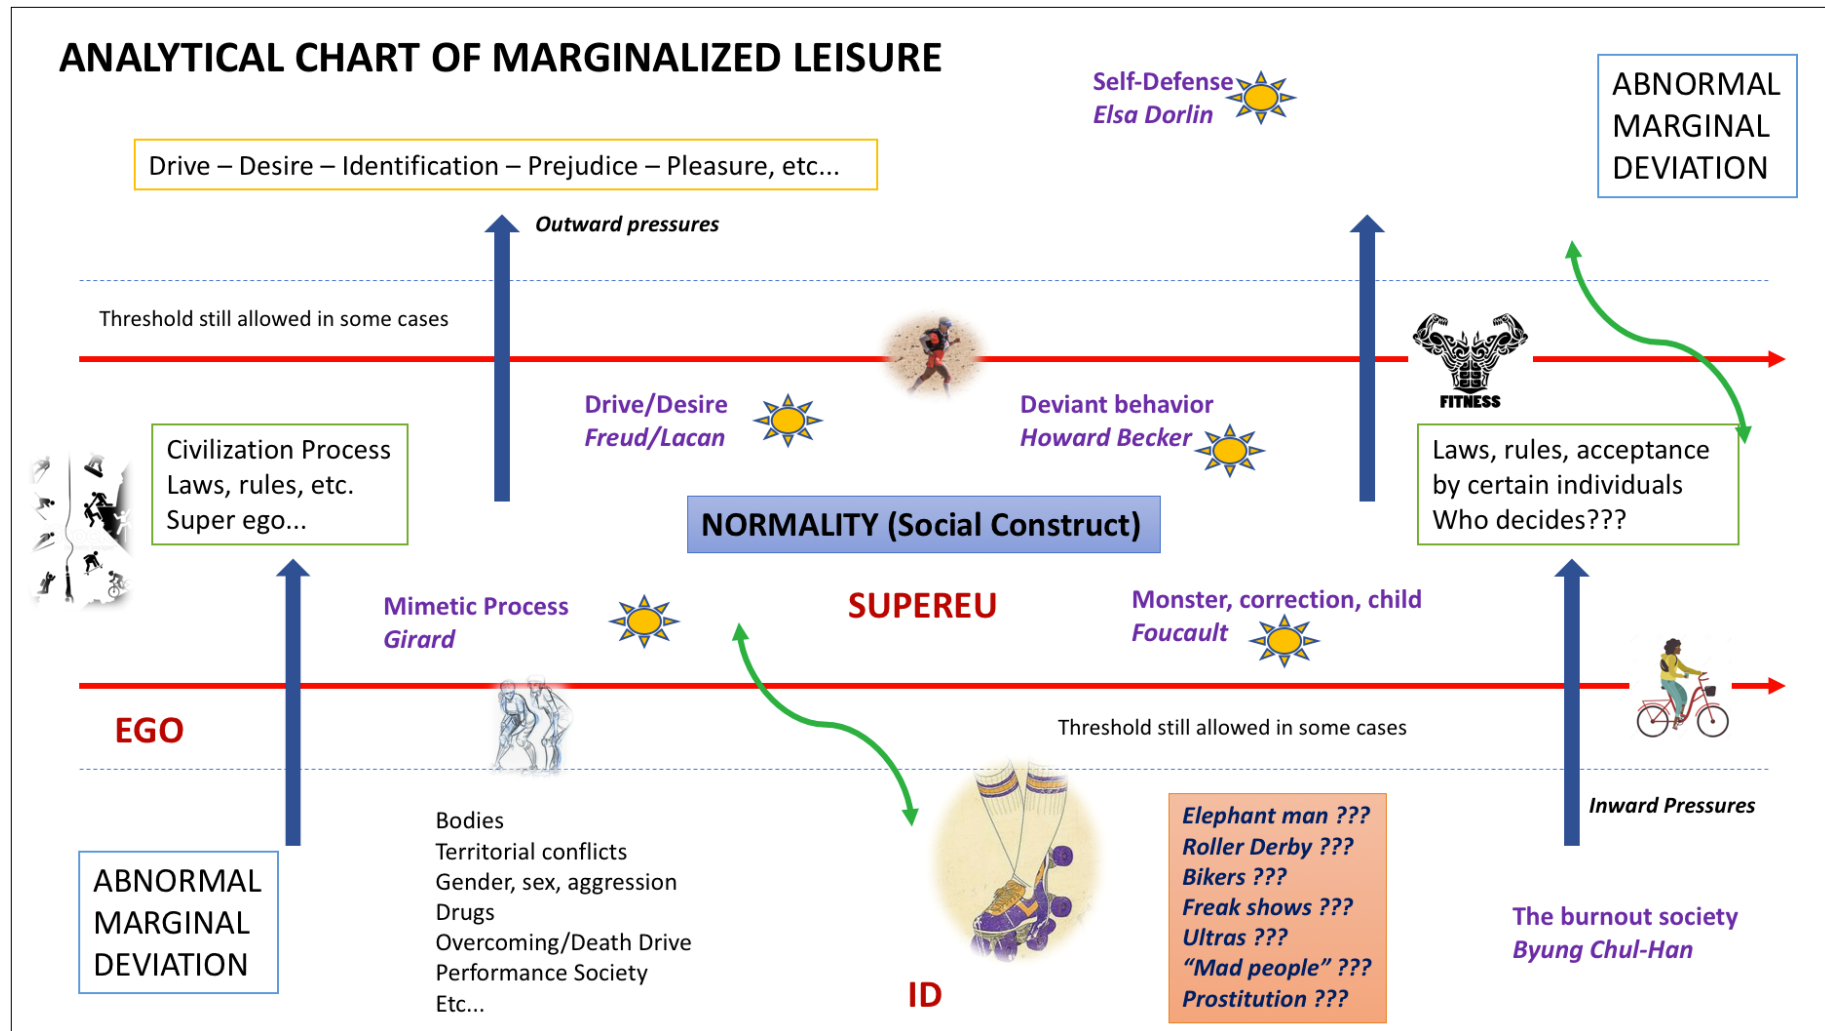 ANALYTICAL CHART OF MARGINALIZED LEISURE
Self-Defense
Elsa Dorlin
ABNORMAL
MARGINAL
DEVIATION
Drive – Desire – Identification – Prejudice – Pleasure, etc...
Outward pressures
Threshold still allowed in some cases
FITNESS
Drive/Desire
Freud/Lacan
Deviant behavior
Howard Becker
Civilization Process
Laws, rules, etc.
Super ego...
Laws, rules, acceptance
by certain individuals
Who decides???
NORMALITY (Social Construct)
Mimetic Process
Girard
SUPEREU
Monster, correction, child
Foucault
EGO
Threshold still allowed in some cases
Inward Pressures
ABNORMAL
MARGINAL
DEVIATION
Bodies
Territorial conflicts
Gender, sex, aggression
Drugs
Overcoming/Death Drive
Performance Society
Etc...
ID
Elephant man ???
Roller Derby ???
Bikers ???
Freak shows ???
Ultras ???
“Mad people” ???
Prostitution ???
The burnout society
Byung Chul-Han